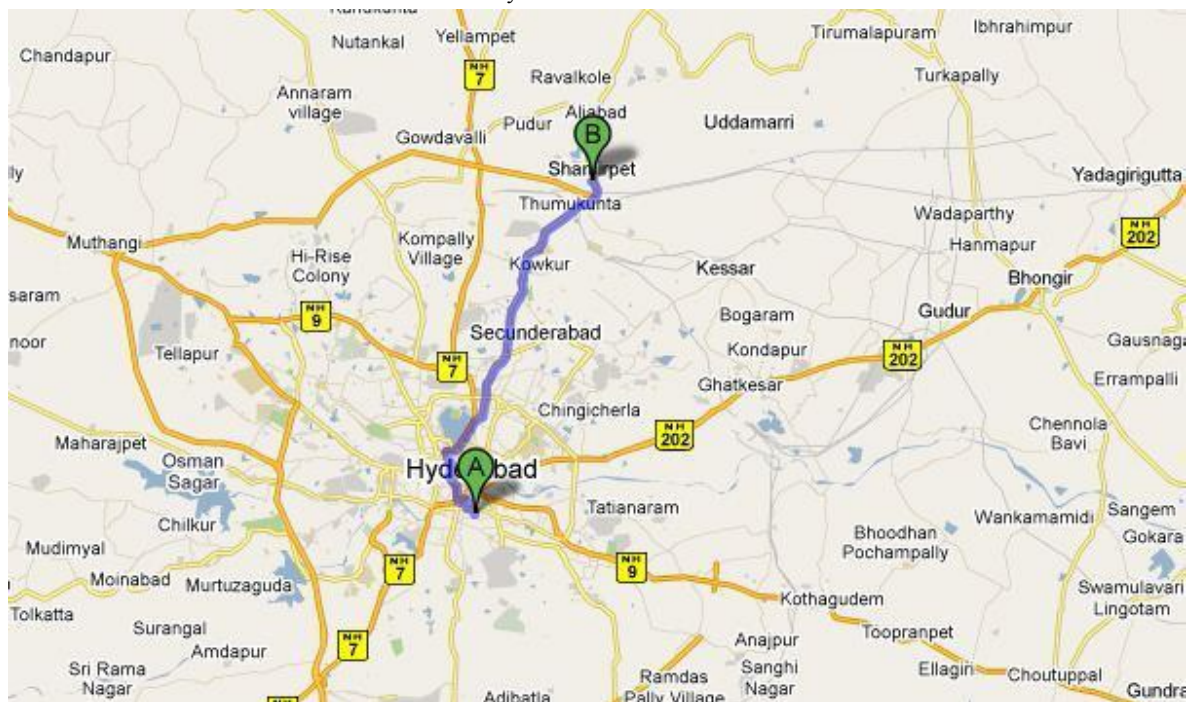 Nutankal
Yellampet
Tirumalapuram
Ibhrahimpur
Chandapur
NH
7
Ravalkole
Turkapally
Annaram
village
Pudur
Aliabad
Uddamarri
Gowdavalli
B
Yadagirigutta
Thumukunta
Wadaparthy
NH
202
Muthangi
Kompally
Village
Hanmapur
Hi-Rise
Colony
Kowkur
Kessar
Bhongir
NH
9
Secunderabad
Bogaram
Gudur
Tellapur
NH
7
Kondapur
NH
202
Ghatkesar
Errampalli
Chingicherla
Chennola
Bavi
Maharajpet
NH
202
Osman
Sagar
A
Tatianaram
Sangem
Chilkur
Wankamamidi
Gokara
Bhoodhan
Pochampally
Mudimyal
NH
7
NH
9
Moinabad
Murtuzaguda
Swamulavari
Lingotam
Tolkatta
Kothagudem
Surangal
NH
7
Anajpur
Toopranpet
Amdapur
Sri Rama
Nagar
Sanghi
Nagar
Ellagiri
Choutuppal
Ramdas
Pally Village
Adibatla